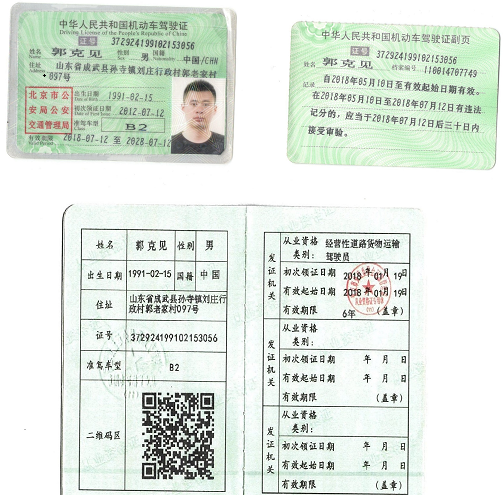 中华人民共和国机动车驾驶证
Driving License of the People's Republic of China
证号 372924199102153056
姓名 郭克见 性别 男 国籍 中国/CHN
住址 山东省成武县孙寺镇刘庄行政村郭老家村
097号
北京市公安局公安交通管理局
出生日期 1991-02-15
初次领证日期 2012-07-12
准驾车型 B2
有效期限 2018-07-12 至 2028-07-12
中华人民共和国机动车驾驶证副页
证号 372924199102153056
姓名 郭克见 档案编号 110014707749
记录 自2018年05月10日至有效起始日期有效。
在2018年05月10日至2018年07月12日有违法
记分的，应当于2018年07月12日后三十日内
接受审验。
姓名 郭克见 性别 男
出生日期 1991-02-15 国籍 中国
住址 山东省成武县孙寺镇刘庄行
政村郭老家村097号
证号 372924199102153056
准驾车型 B2
二维码区
发证机关
从业资格类别： 经营性道路货物运输
驾驶员
初次领证日期 2018年01月19日
有效起始日期 2018年01月19日
有效期限 6年 （盖章）
发证机关
从业资格
类别：
初次领证日期 年 月 日
有效起始日期 年 月 日
有效期限 （盖章）
发证机关
从业资格
类别：
初次领证日期 年 月 日
有效起始日期 年 月 日
有效期限 （盖章）